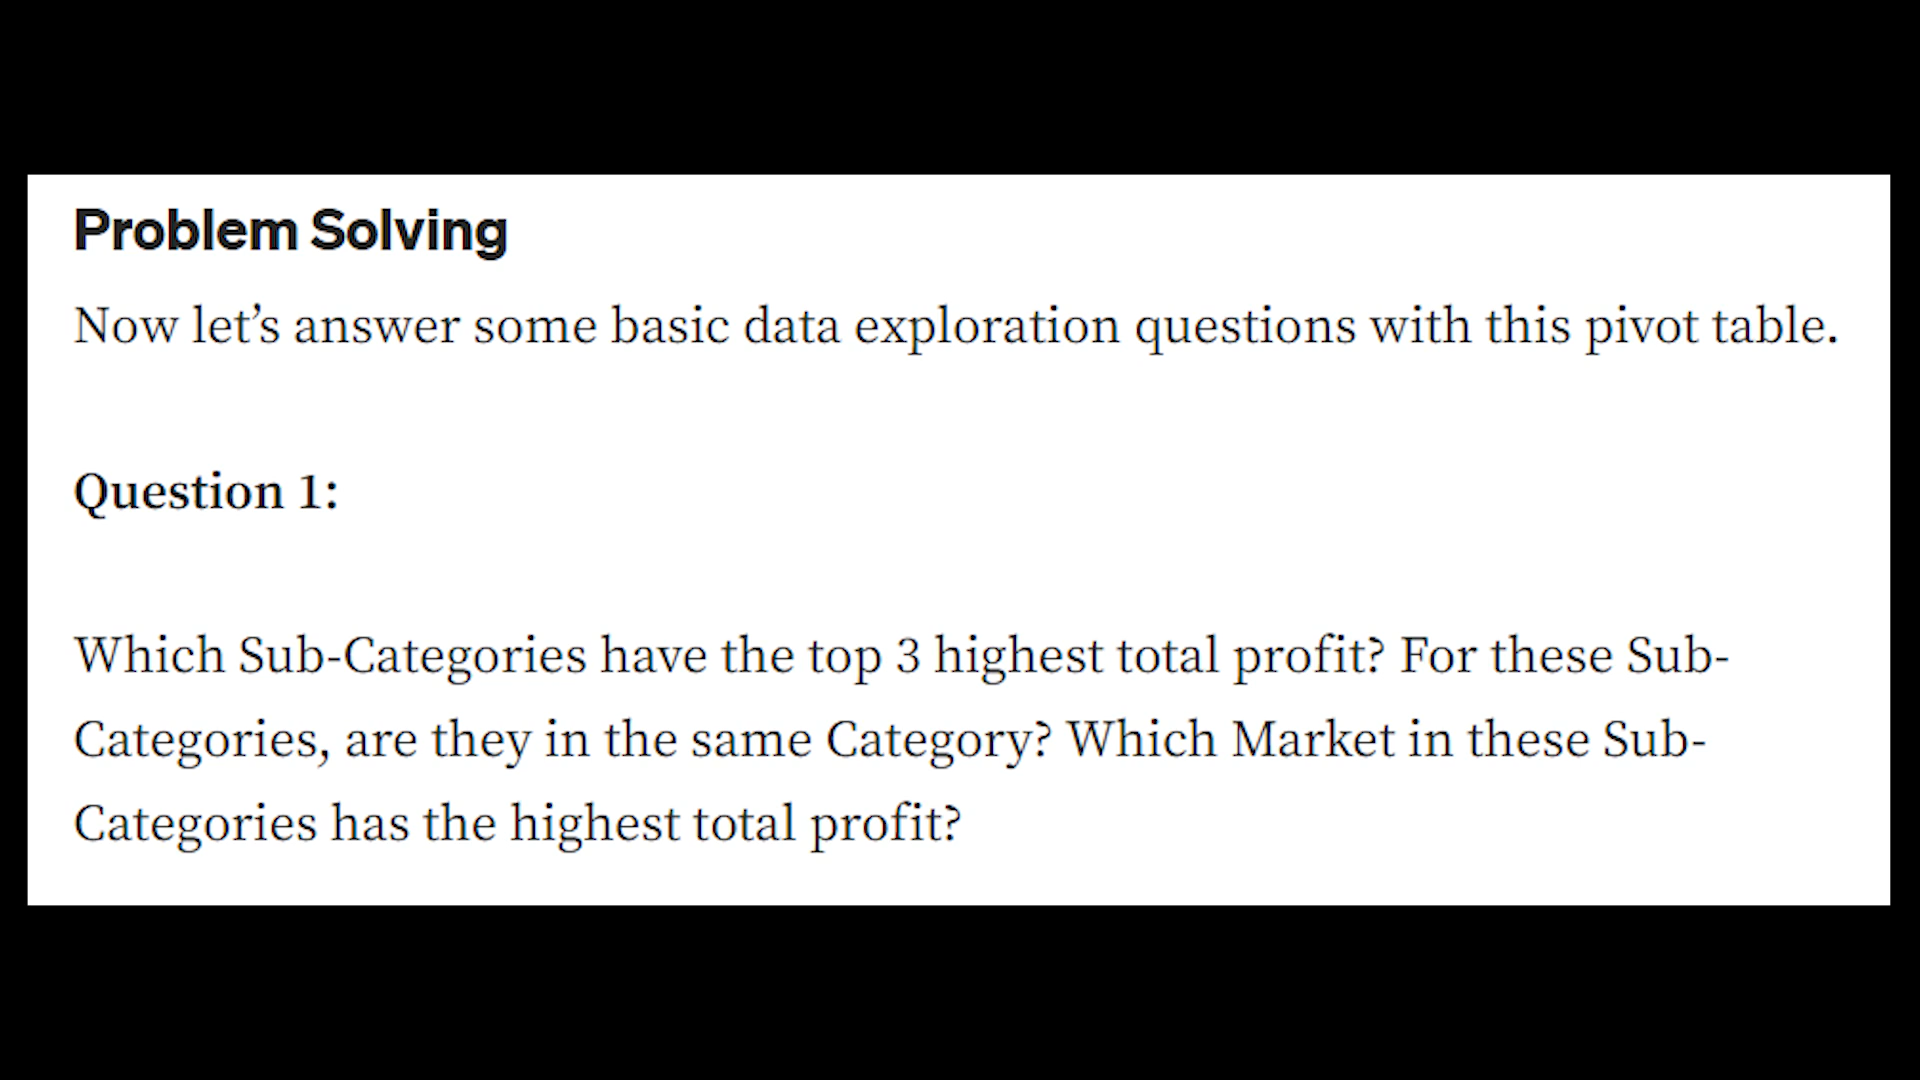 Problem Solving
Now let’s answer some basic data exploration questions with this pivot table.
Question 1:
Which Sub-Categories have the top 3 highest total profit? For these Sub-
Categories, are they in the same Category? Which Market in these Sub-
Categories has the highest total profit?